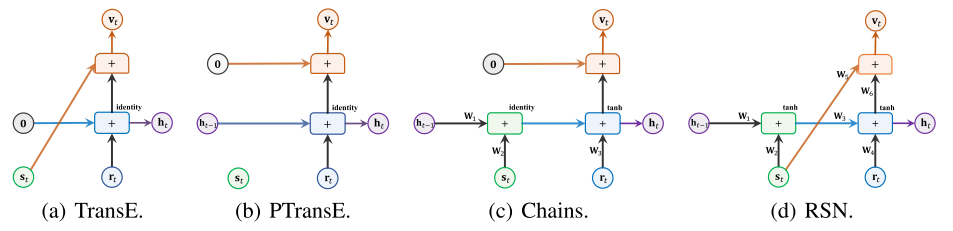 v_t
+
identity
0
+
h_t
s_t
r_t
(a) TransE.
v_t
0
+
identity
h_{t-1}
+
h_t
s_t
r_t
(b) PTransE.
v_t
0
+
identity
tanh
h_{t-1}
W_1
+
+
h_t
W_2
W_3
s_t
r_t
(c) Chains.
v_t
+
W_5
W_6
tanh
tanh
h_{t-1}
W_1
+
W_3
+
h_t
W_2
W_4
s_t
r_t
(d) RSN.